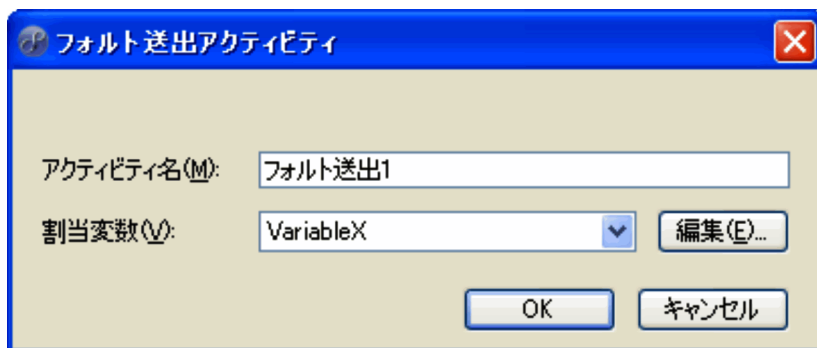 フォルト送出アクティビティ
アクティビティ名(M): フォルト送出1
割当変数(V): VariableX 編集(E)...
OK キャンセル